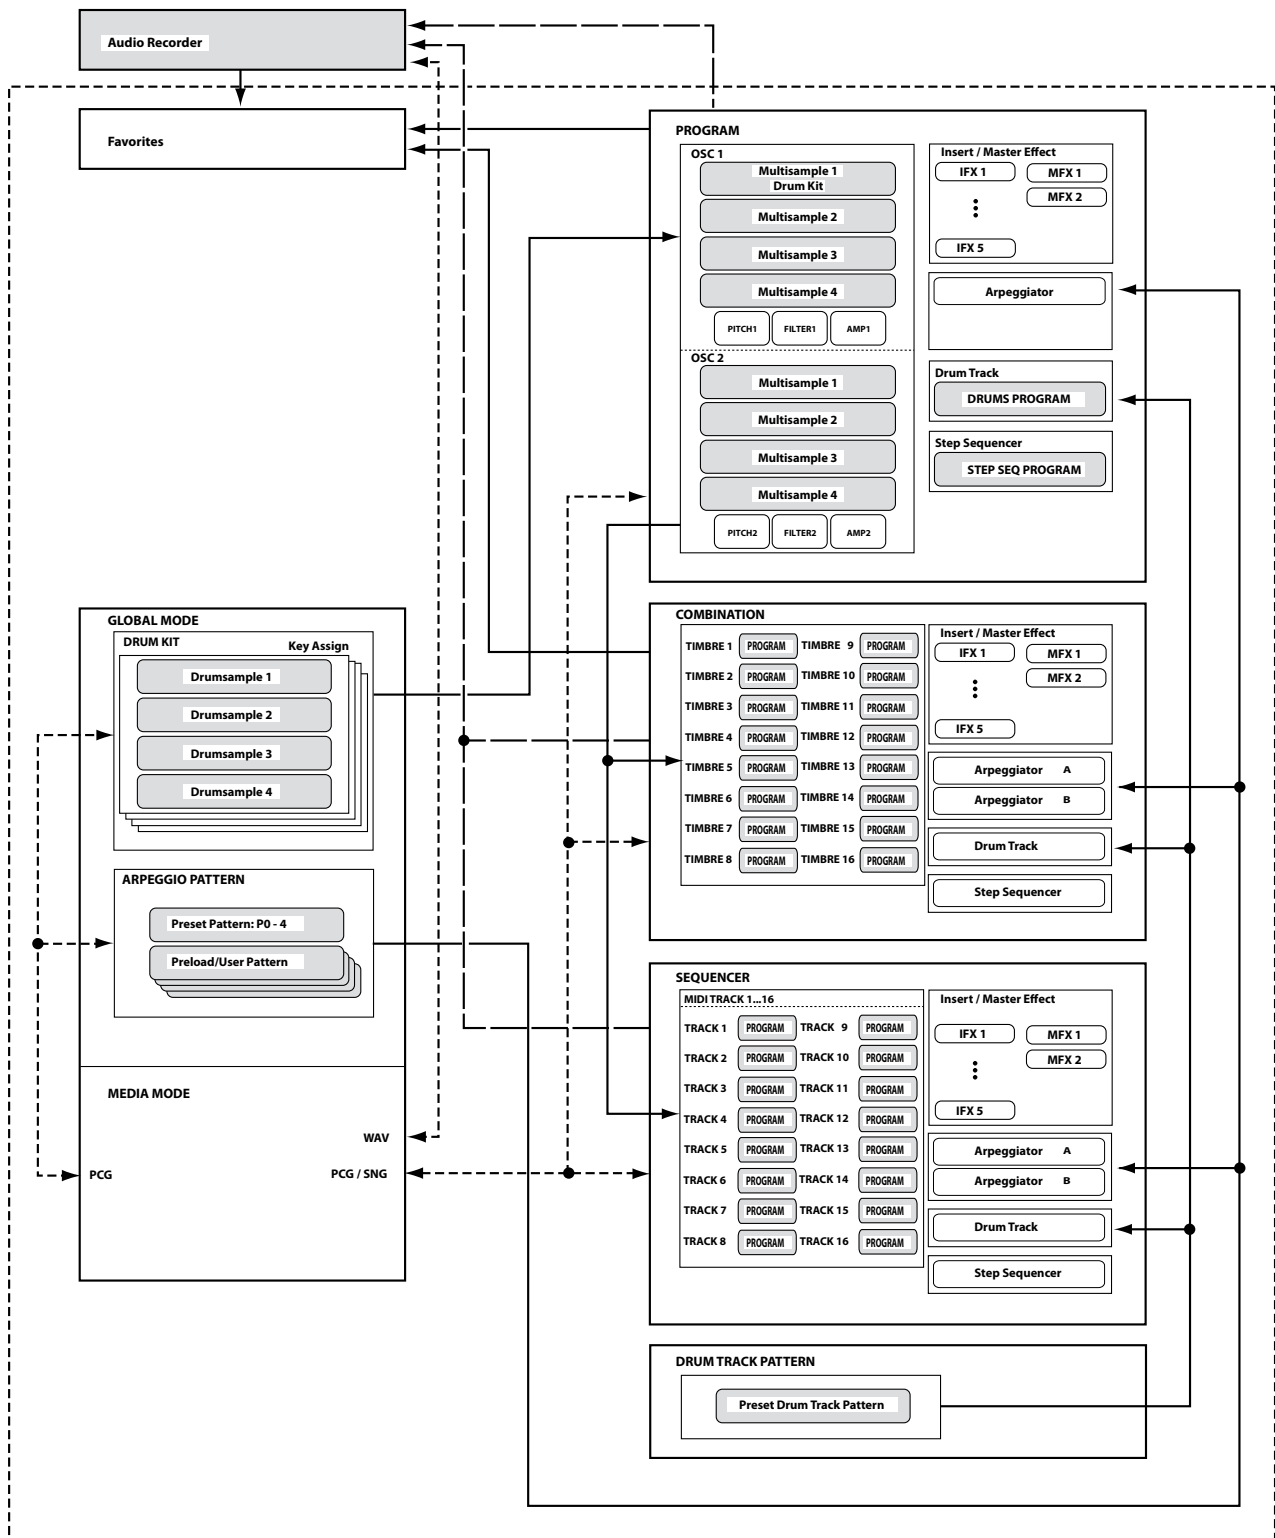 Audio Recorder
Favorites
PROGRAM
OSC 1
Multisample 1
Drum Kit
Multisample 2
Multisample 3
Multisample 4
PITCH1 FILTER1 AMP1
OSC 2
Multisample 1
Multisample 2
Multisample 3
Multisample 4
PITCH2 FILTER2 AMP2
Insert / Master Effect
IFX 1 MFX 1
MFX 2
IFX 5
Arpeggiator
Drum Track
DRUMS PROGRAM
Step Sequencer
STEP SEQ PROGRAM
GLOBAL MODE
DRUM KIT
Key Assign
Drumsample 1
Drumsample 2
Drumsample 3
Drumsample 4
ARPEGGIO PATTERN
Preset Pattern: P0 - 4
Preload/User Pattern
MEDIA MODE
WAV
PCG PCG / SNG
COMBINATION
TIMBRE 1 PROGRAM TIMBRE 9 PROGRAM
TIMBRE 2 PROGRAM TIMBRE 10 PROGRAM
TIMBRE 3 PROGRAM TIMBRE 11 PROGRAM
TIMBRE 4 PROGRAM TIMBRE 12 PROGRAM
TIMBRE 5 PROGRAM TIMBRE 13 PROGRAM
TIMBRE 6 PROGRAM TIMBRE 14 PROGRAM
TIMBRE 7 PROGRAM TIMBRE 15 PROGRAM
TIMBRE 8 PROGRAM TIMBRE 16 PROGRAM
Insert / Master Effect
IFX 1 MFX 1
MFX 2
IFX 5
Arpeggiator A
Arpeggiator B
Drum Track
Step Sequencer
SEQUENCER
MIDI TRACK 1...16
TRACK 1 PROGRAM TRACK 9 PROGRAM
TRACK 2 PROGRAM TRACK 10 PROGRAM
TRACK 3 PROGRAM TRACK 11 PROGRAM
TRACK 4 PROGRAM TRACK 12 PROGRAM
TRACK 5 PROGRAM TRACK 13 PROGRAM
TRACK 6 PROGRAM TRACK 14 PROGRAM
TRACK 7 PROGRAM TRACK 15 PROGRAM
TRACK 8 PROGRAM TRACK 16 PROGRAM
Insert / Master Effect
IFX 1 MFX 1
MFX 2
IFX 5
Arpeggiator A
Arpeggiator B
Drum Track
Step Sequencer
DRUM TRACK PATTERN
Preset Drum Track Pattern